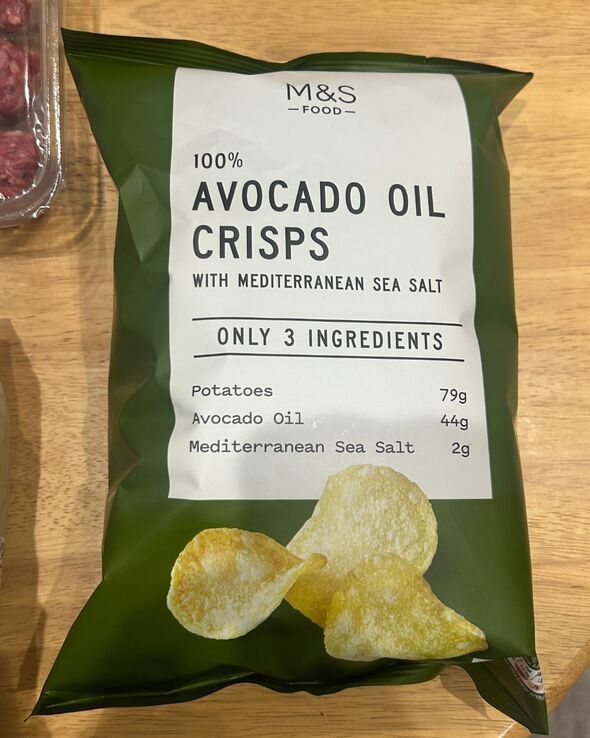 M&S
FOOD
100%
AVOCADO OIL
CRISPS
WITH MEDITERRANEAN SEA SALT
ONLY 3 INGREDIENTS
Potatoes 79g
Avocado Oil 44g
Mediterranean Sea Salt 2g